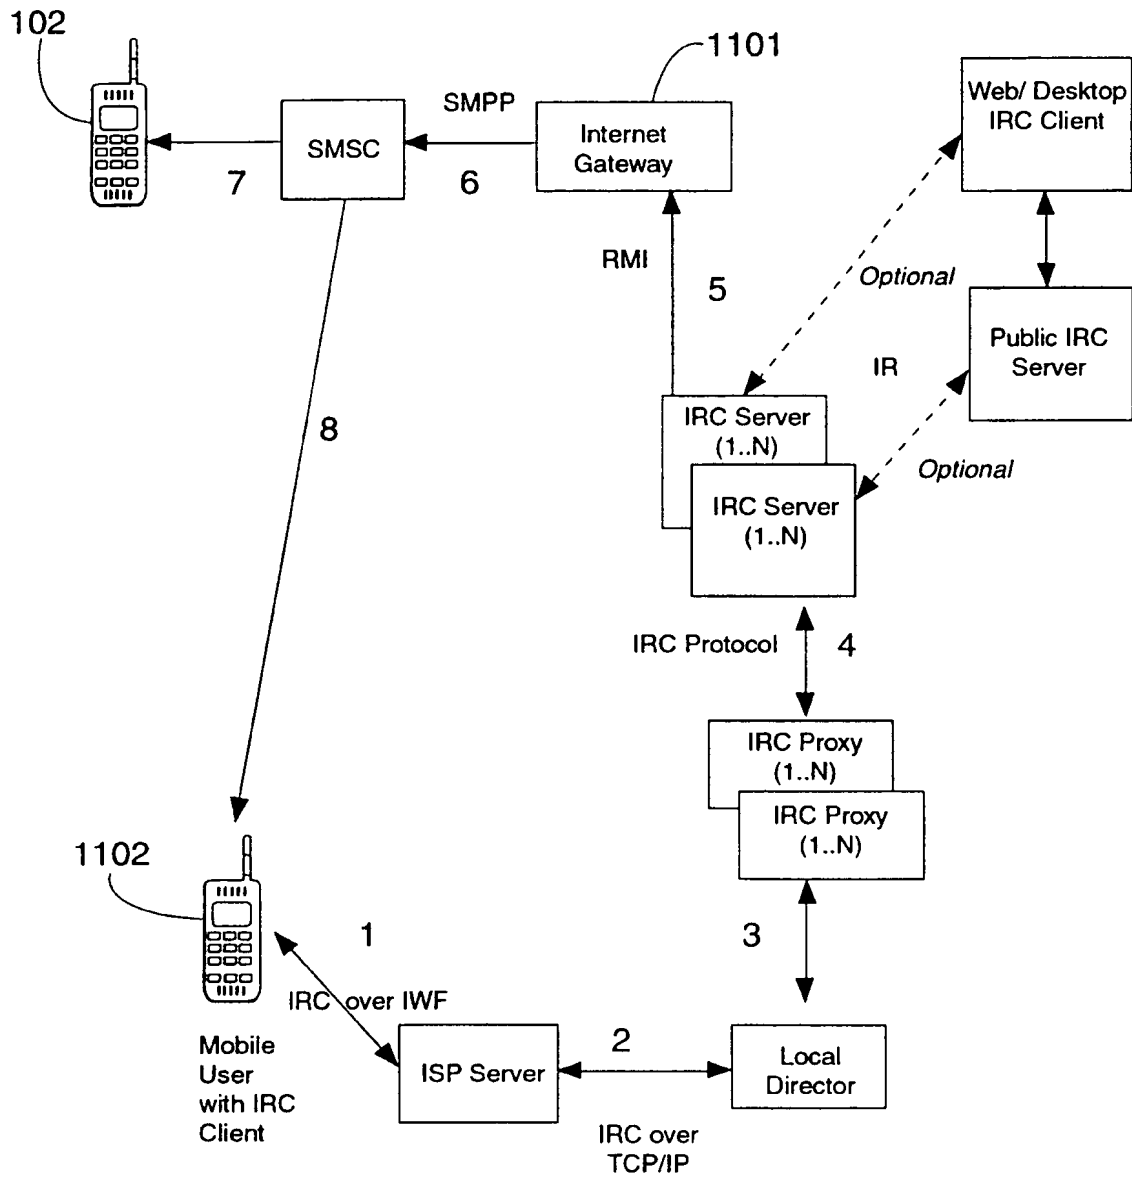 102
1101
Web/ Desktop
IRC Client
SMPP
Internet
Gateway
SMSC
7
6
RMI
5
Optional
Public IRC
Server
IR
8
IRC Server
(1..N)
Optional
IRC Server
(1..N)
IRC Protocol
4
IRC Proxy
(1..N)
IRC Proxy
(1..N)
1102
1
3
IRC over IWF
Mobile
User
with IRC
Client
ISP Server
2
Local
Director
IRC over
TCP/IP